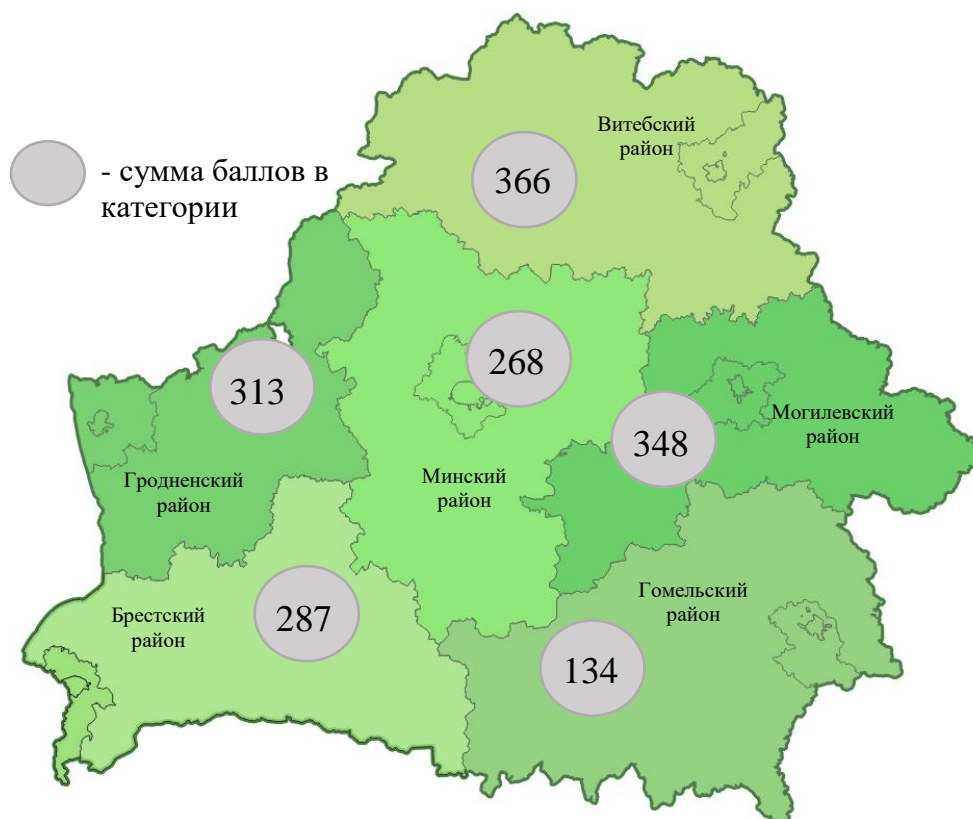 - сумма баллов в
категории
Витебский
район
366
268
313
348
Могилевский
район
Гродненский
район
Минский
район
Брестский
район
287
Гомельский
район
134